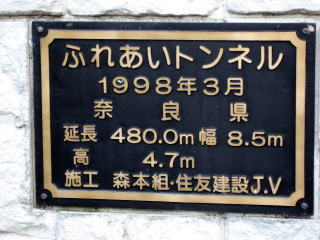 ふれあいトンネル
1998年3月
奈良県
延長 480.0m 幅 8.5m
高 4.7m
施工 森本組・住友建設J.V